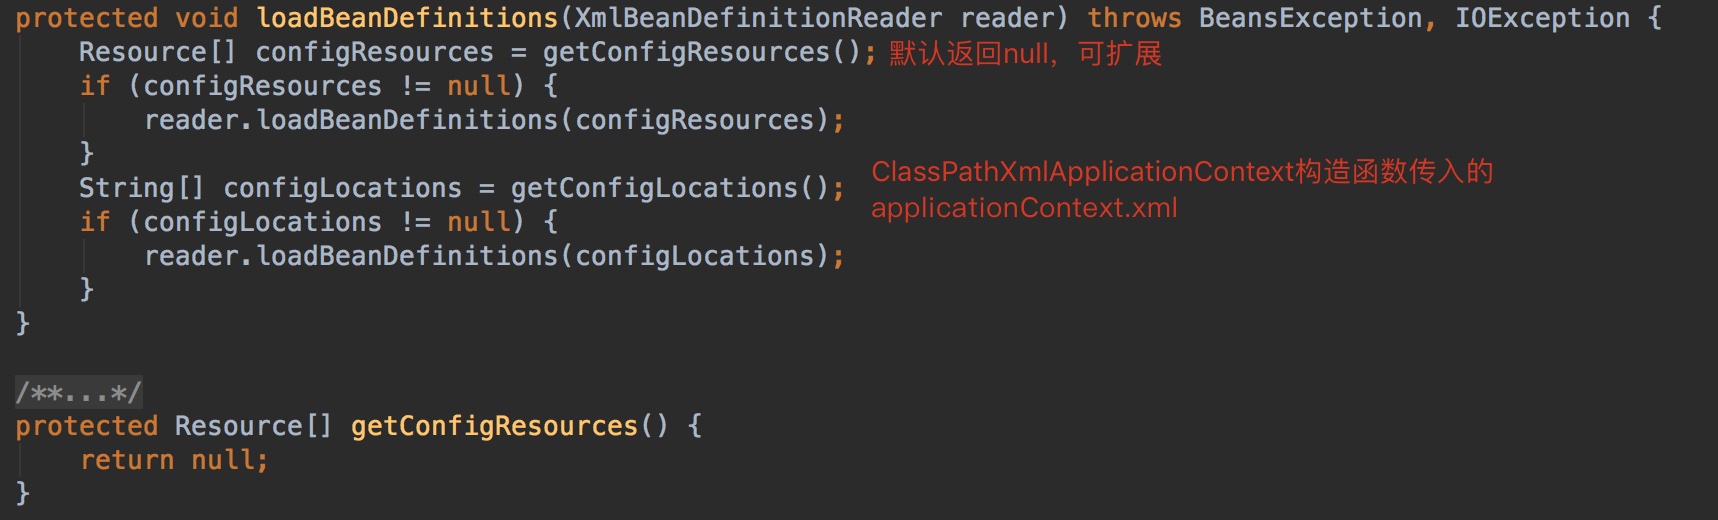 protected void loadBeanDefinitions(XmlBeanDefinitionReader reader) throws BeansException, IOException {
Resource[] configResources = getConfigResources(); 默认返回null，可扩展
if (configResources != null) {
reader.loadBeanDefinitions(configResources);
}
String[] configLocations = getConfigLocations(); ClassPathXmlApplicationContext构造函数传入的
applicationContext.xml
if (configLocations != null) {
reader.loadBeanDefinitions(configLocations);
}
}
/**...*/
protected Resource[] getConfigResources() {
return null;
}